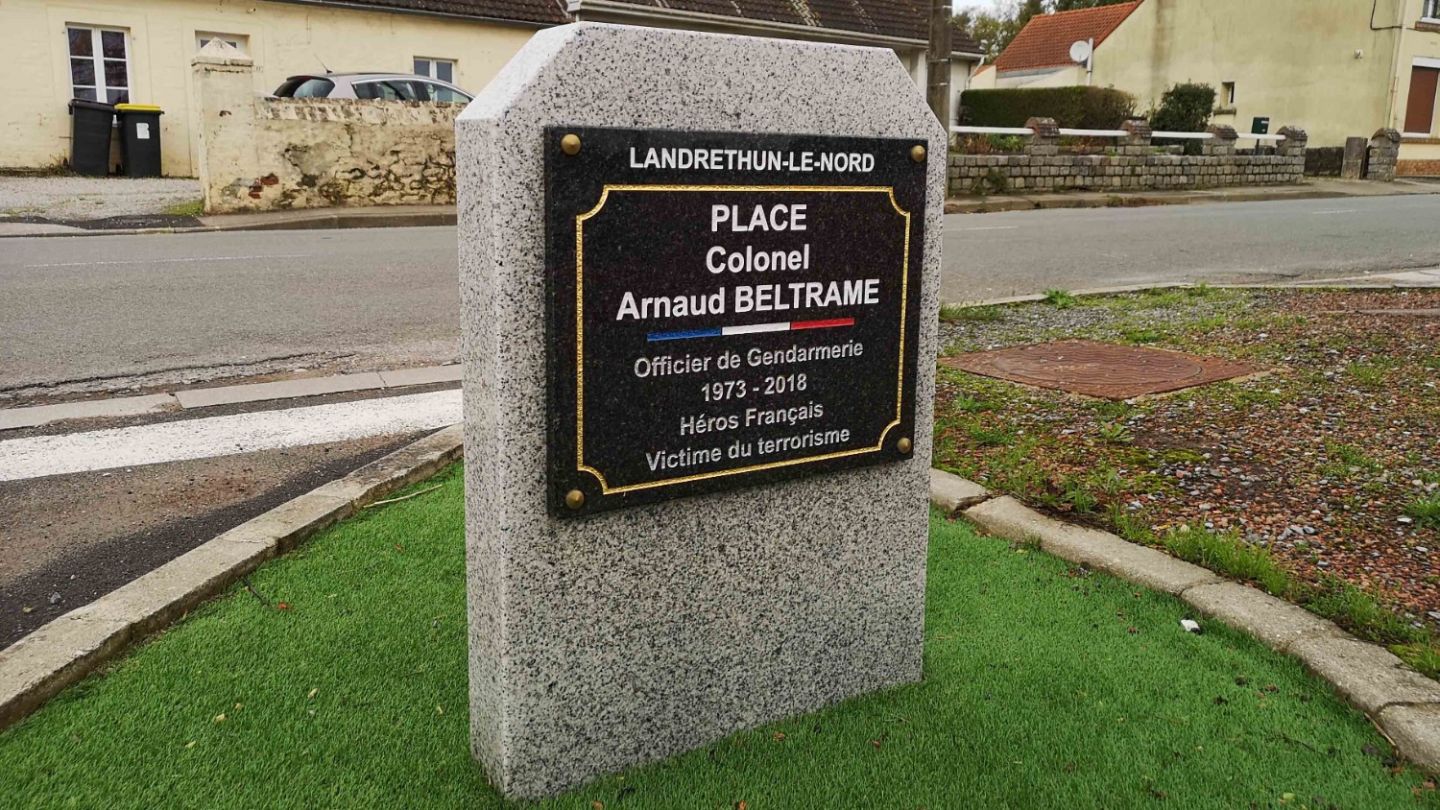 LANDRETHUN-LE-NORD
PLACE
Colonel
Arnaud BELTRAME
Officier de Gendarmerie
1973 - 2018
Héros Français
Victime du terrorisme